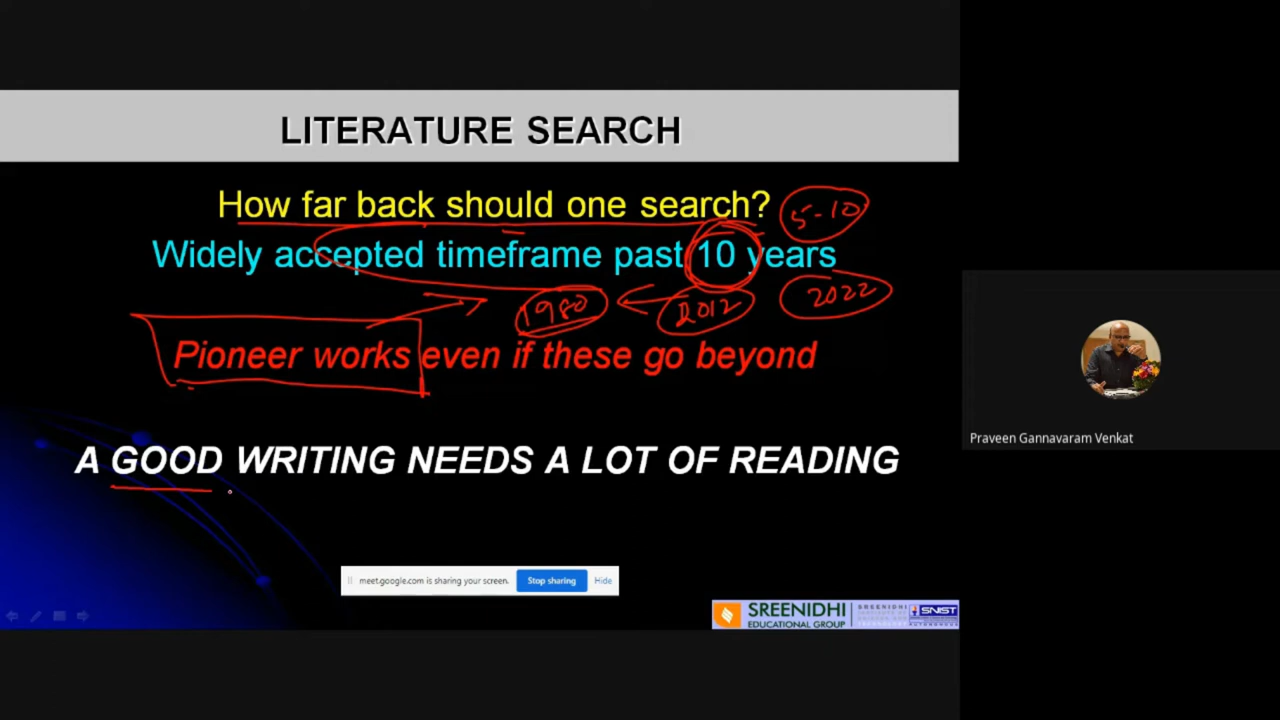 LITERATURE SEARCH
How far back should one search? 5-10
Widely accepted timeframe past 10 years
1980 2012 2022
Pioneer works even if these go beyond
Praveen Gannavaram Venkat
A GOOD WRITING NEEDS A LOT OF READING
meet.google.com is sharing your screen. Stop sharing Hide
SREENIDHI
EDUCATIONAL GROUP
SREENIDHI
SNIST